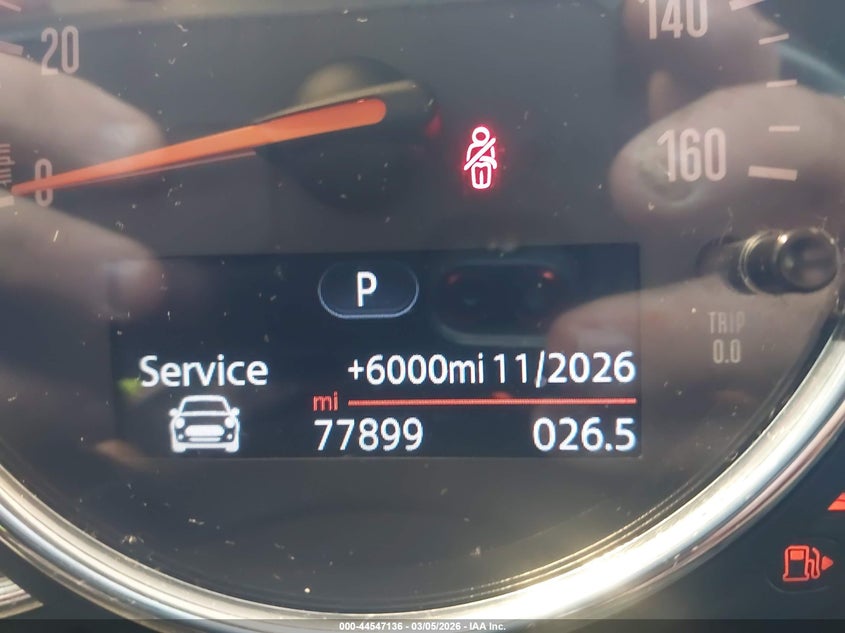 20
140
mph
0
160
P
TRIP
0.0
Service +6000mi 11/2026
mi
77899 026.5
000-44547136 - 03/05/2026 - IAA Inc.